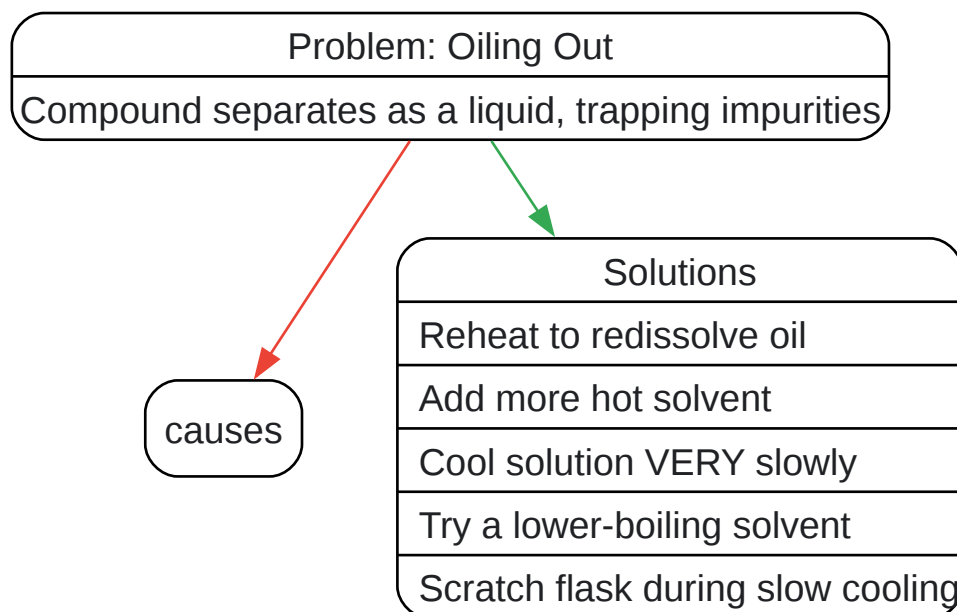 Problem: Oiling Out
Compound separates as a liquid, trapping impurities
causes
Solutions
Reheat to redissolve oil
Add more hot solvent
Cool solution VERY slowly
Try a lower-boiling solvent
Scratch flask during slow cooling